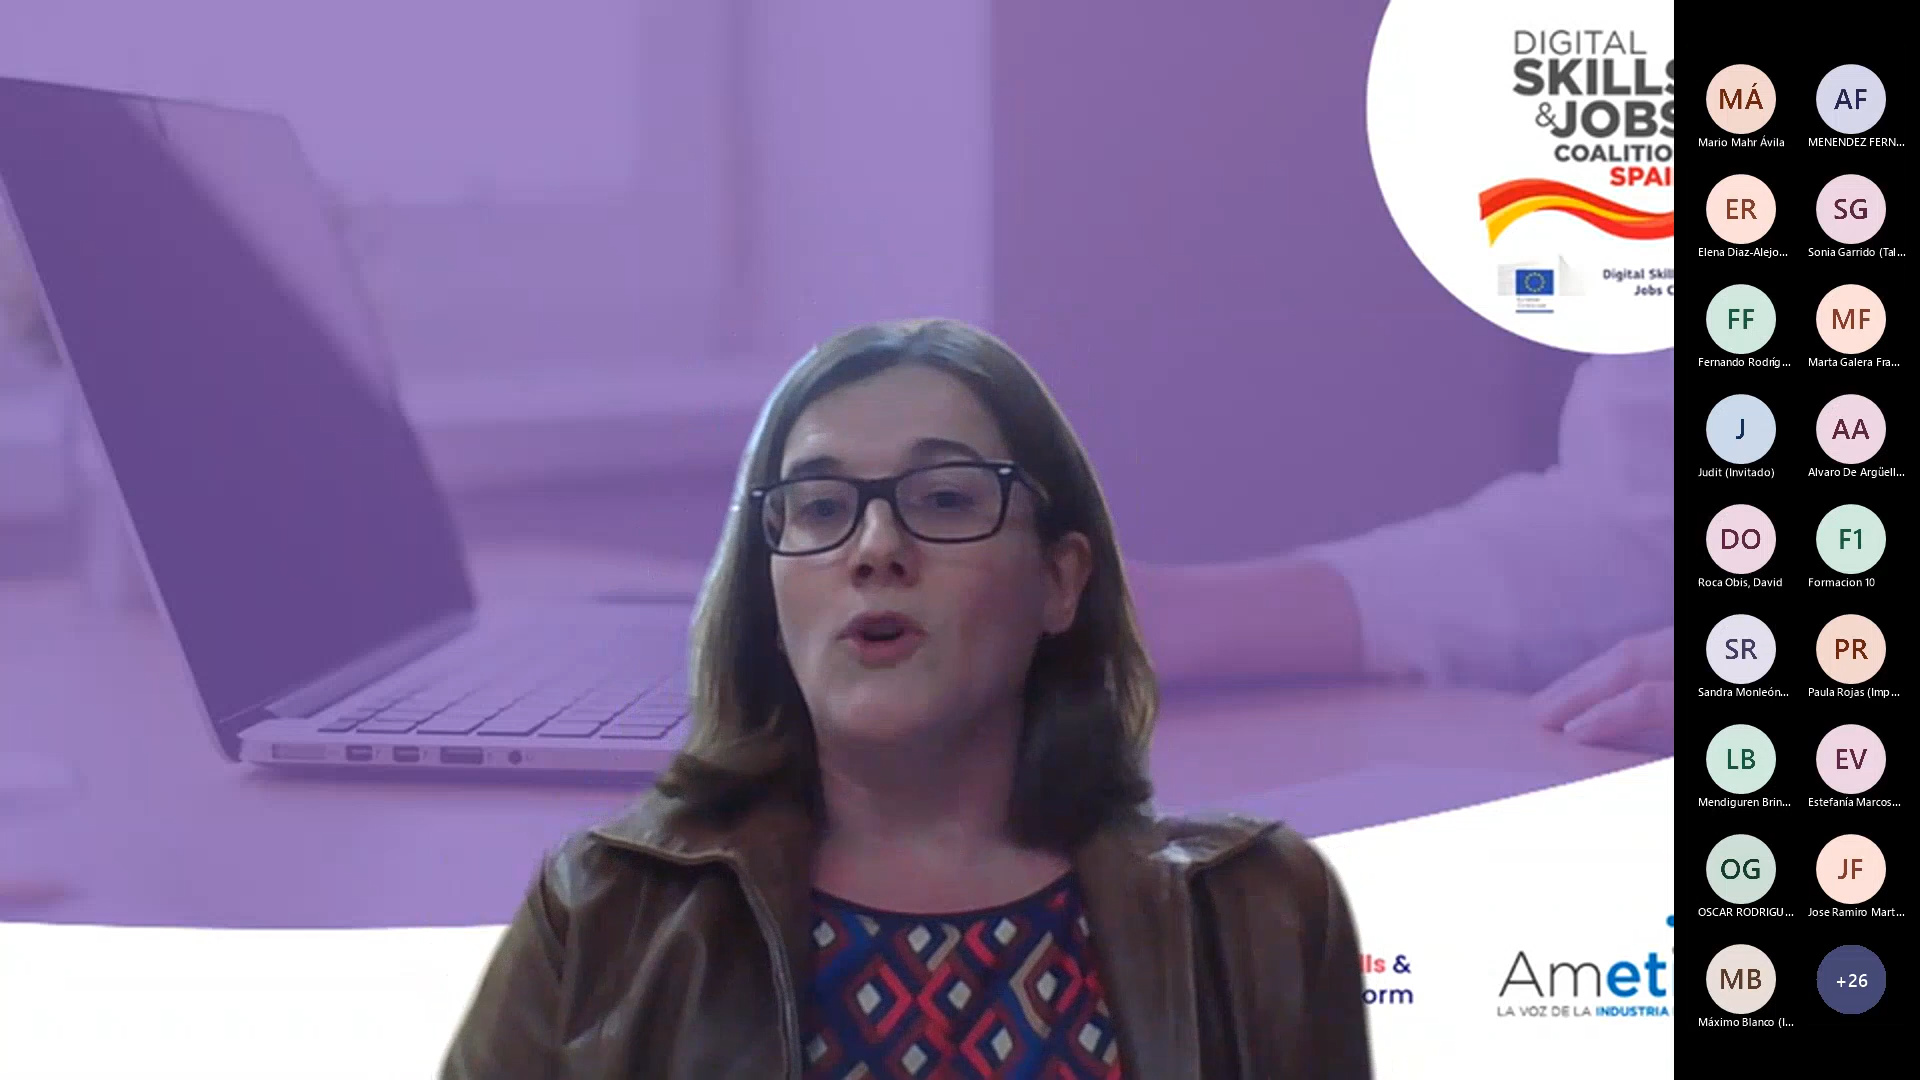 DIGITAL
SKILLS
&JOBS
COALITIO
SPAI
Digital Skil
Jobs C
lls &
orm
Ameti
LA VOZ DE LA INDUSTRIA
MÁ
Mario Mahr Ávila
AF
MENENDEZ FERN...
ER
Elena Diaz-Alejo...
SG
Sonia Garrido (Tal...
FF
Fernando Rodríg...
MF
Marta Galera Fra...
J
Judit (Invitado)
AA
Alvaro De Argüell...
DO
Roca Obis, David
F1
Formacion 10
SR
Sandra Monleón...
PR
Paula Rojas (Imp...
LB
Mendiguren Brin...
EV
Estefanía Marcos...
OG
OSCAR RODRIGU...
JF
Jose Ramiro Mart...
MB
Máximo Blanco (I...
+26